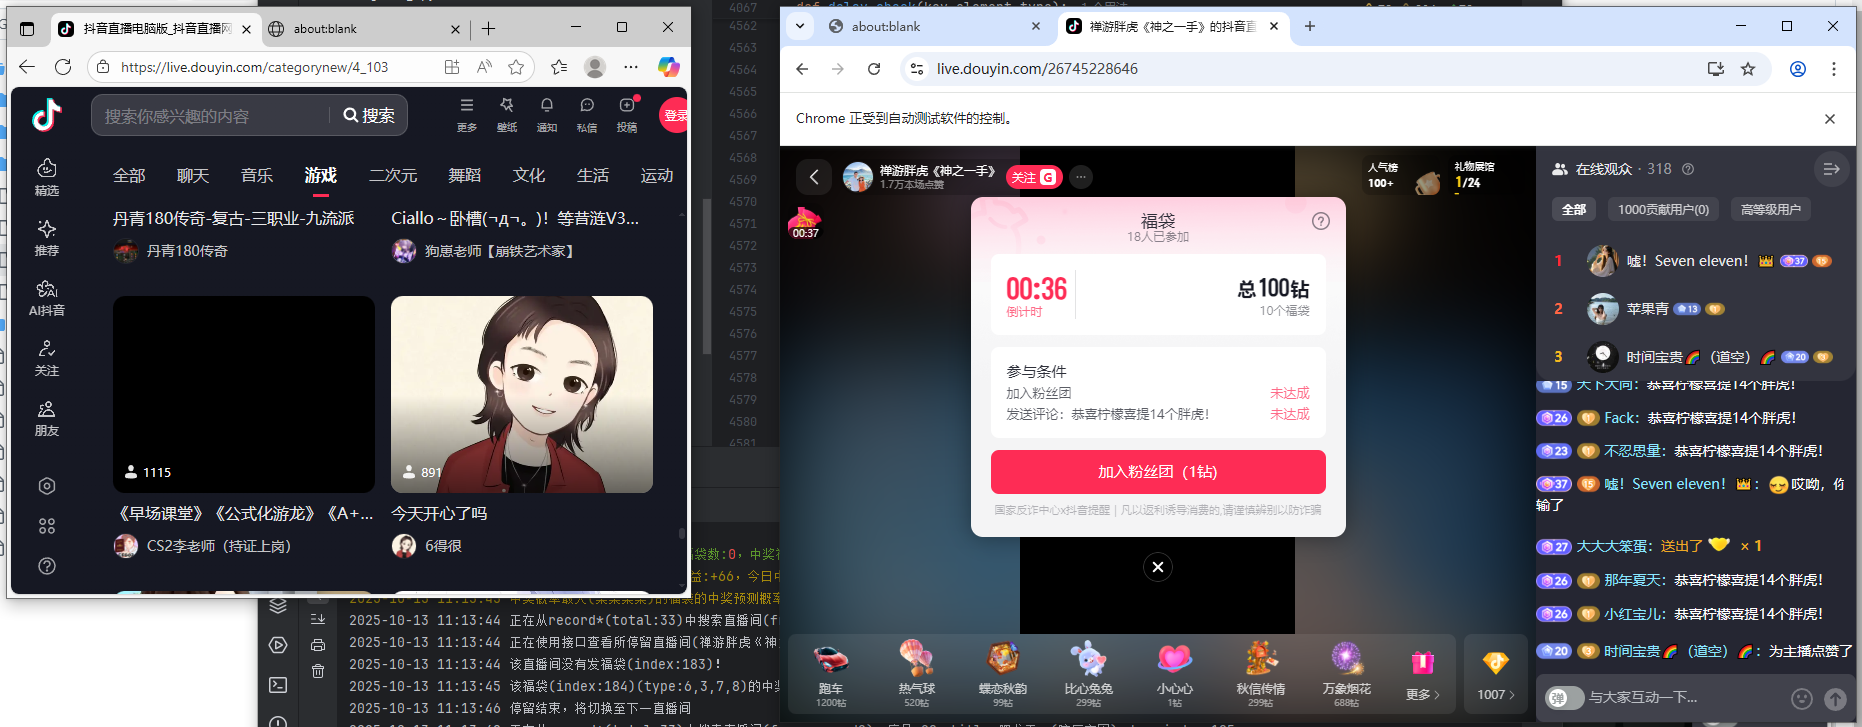 抖音直播电脑版_抖音直播网
about:blank
https://live.douyin.com/categorynew/4_103
搜索你感兴趣的内容
搜索
更多
壁纸
通知
私信
投稿
登录
精选
推荐
AI抖音
关注
朋友
全部
聊天
音乐
游戏
二次元
舞蹈
文化
生活
运动
丹青180传奇-复古-三职业-九流派
丹青180传奇
Ciallo～卧槽(¬д¬。)！等昔涟V3...
狗崽老师【崩铁艺术家】
1115
《早场课堂》《公式化游龙》《A+...
CS2李老师（持证上岗）
891
今天开心了吗
6得很
4067
4562
4563
4564
4565
4566
4567
4568
4569
4570
4571
4572
4573
4574
4575
4576
4577
4578
4579
4580
4581
袋数:0，中奖
益:+66，今日中
2025-10-13 11:13:44 正在从record*(total:33)中搜索直播间(f
2025-10-13 11:13:44 正在使用接口查看所停留直播间(禅游胖虎《神
2025-10-13 11:13:44 该直播间没有发福袋(index:183)!
2025-10-13 11:13:45 该福袋(index:184)(type:6,3,7,8)的中奖
2025-10-13 11:13:46 停留结束，将切换至下一直播间
about:blank
禅游胖虎《神之一手》的抖音直
live.douyin.com/26745228646
Chrome 正受到自动测试软件的控制。
禅游胖虎《神之一手》
1.7万本场点赞
关注
G
人气榜
100+
礼物展馆
1/24
00:37
福袋
18人已参加
00:36
倒计时
总100钻
10个福袋
参与条件
加入粉丝团
未达成
发送评论：恭喜柠檬喜提14个胖虎！
未达成
加入粉丝团（1钻）
国家反诈中心x抖音提醒 | 凡以返利诱导消费的,请谨慎辨别以防诈骗
跑车
1200钻
热气球
520钻
蝶恋秋韵
99钻
比心兔兔
299钻
小心心
1钻
秋信传情
299钻
万象烟花
688钻
更多
1007
在线观众 · 318
全部
1000贡献用户(0)
高等级用户
1
嘘！Seven eleven！
37
15
2
苹果青
13
3
时间宝贵🌈（道空）🌈
20
15 天下大同：恭喜柠檬喜提14个胖虎！
26 Fack：恭喜柠檬喜提14个胖虎！
23 不忍思量：恭喜柠檬喜提14个胖虎！
37 15 嘘！Seven eleven！👑：😌哎呦，你
输了
27 大大大笨蛋：送出了 × 1
26 那年夏天：恭喜柠檬喜提14个胖虎！
26 小红宝儿：恭喜柠檬喜提14个胖虎！
20 5 时间宝贵🌈（道空）🌈：为主播点赞了
弹
与大家互动一下...